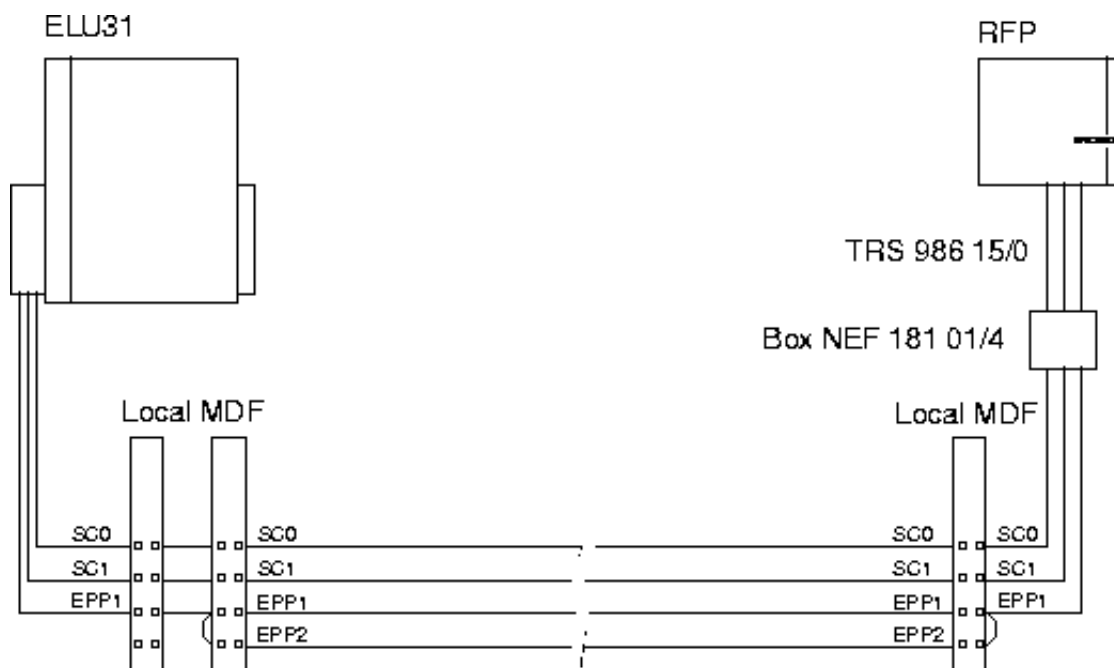 ELU31
RFP
TRS 986 15/0
Box NEF 181 01/4
Local MDF
Local MDF
SC0
SC0
SC0
SC0
SC1
SC1
SC1
SC1
EPP1
EPP1
EPP1
EPP1
EPP2
EPP2